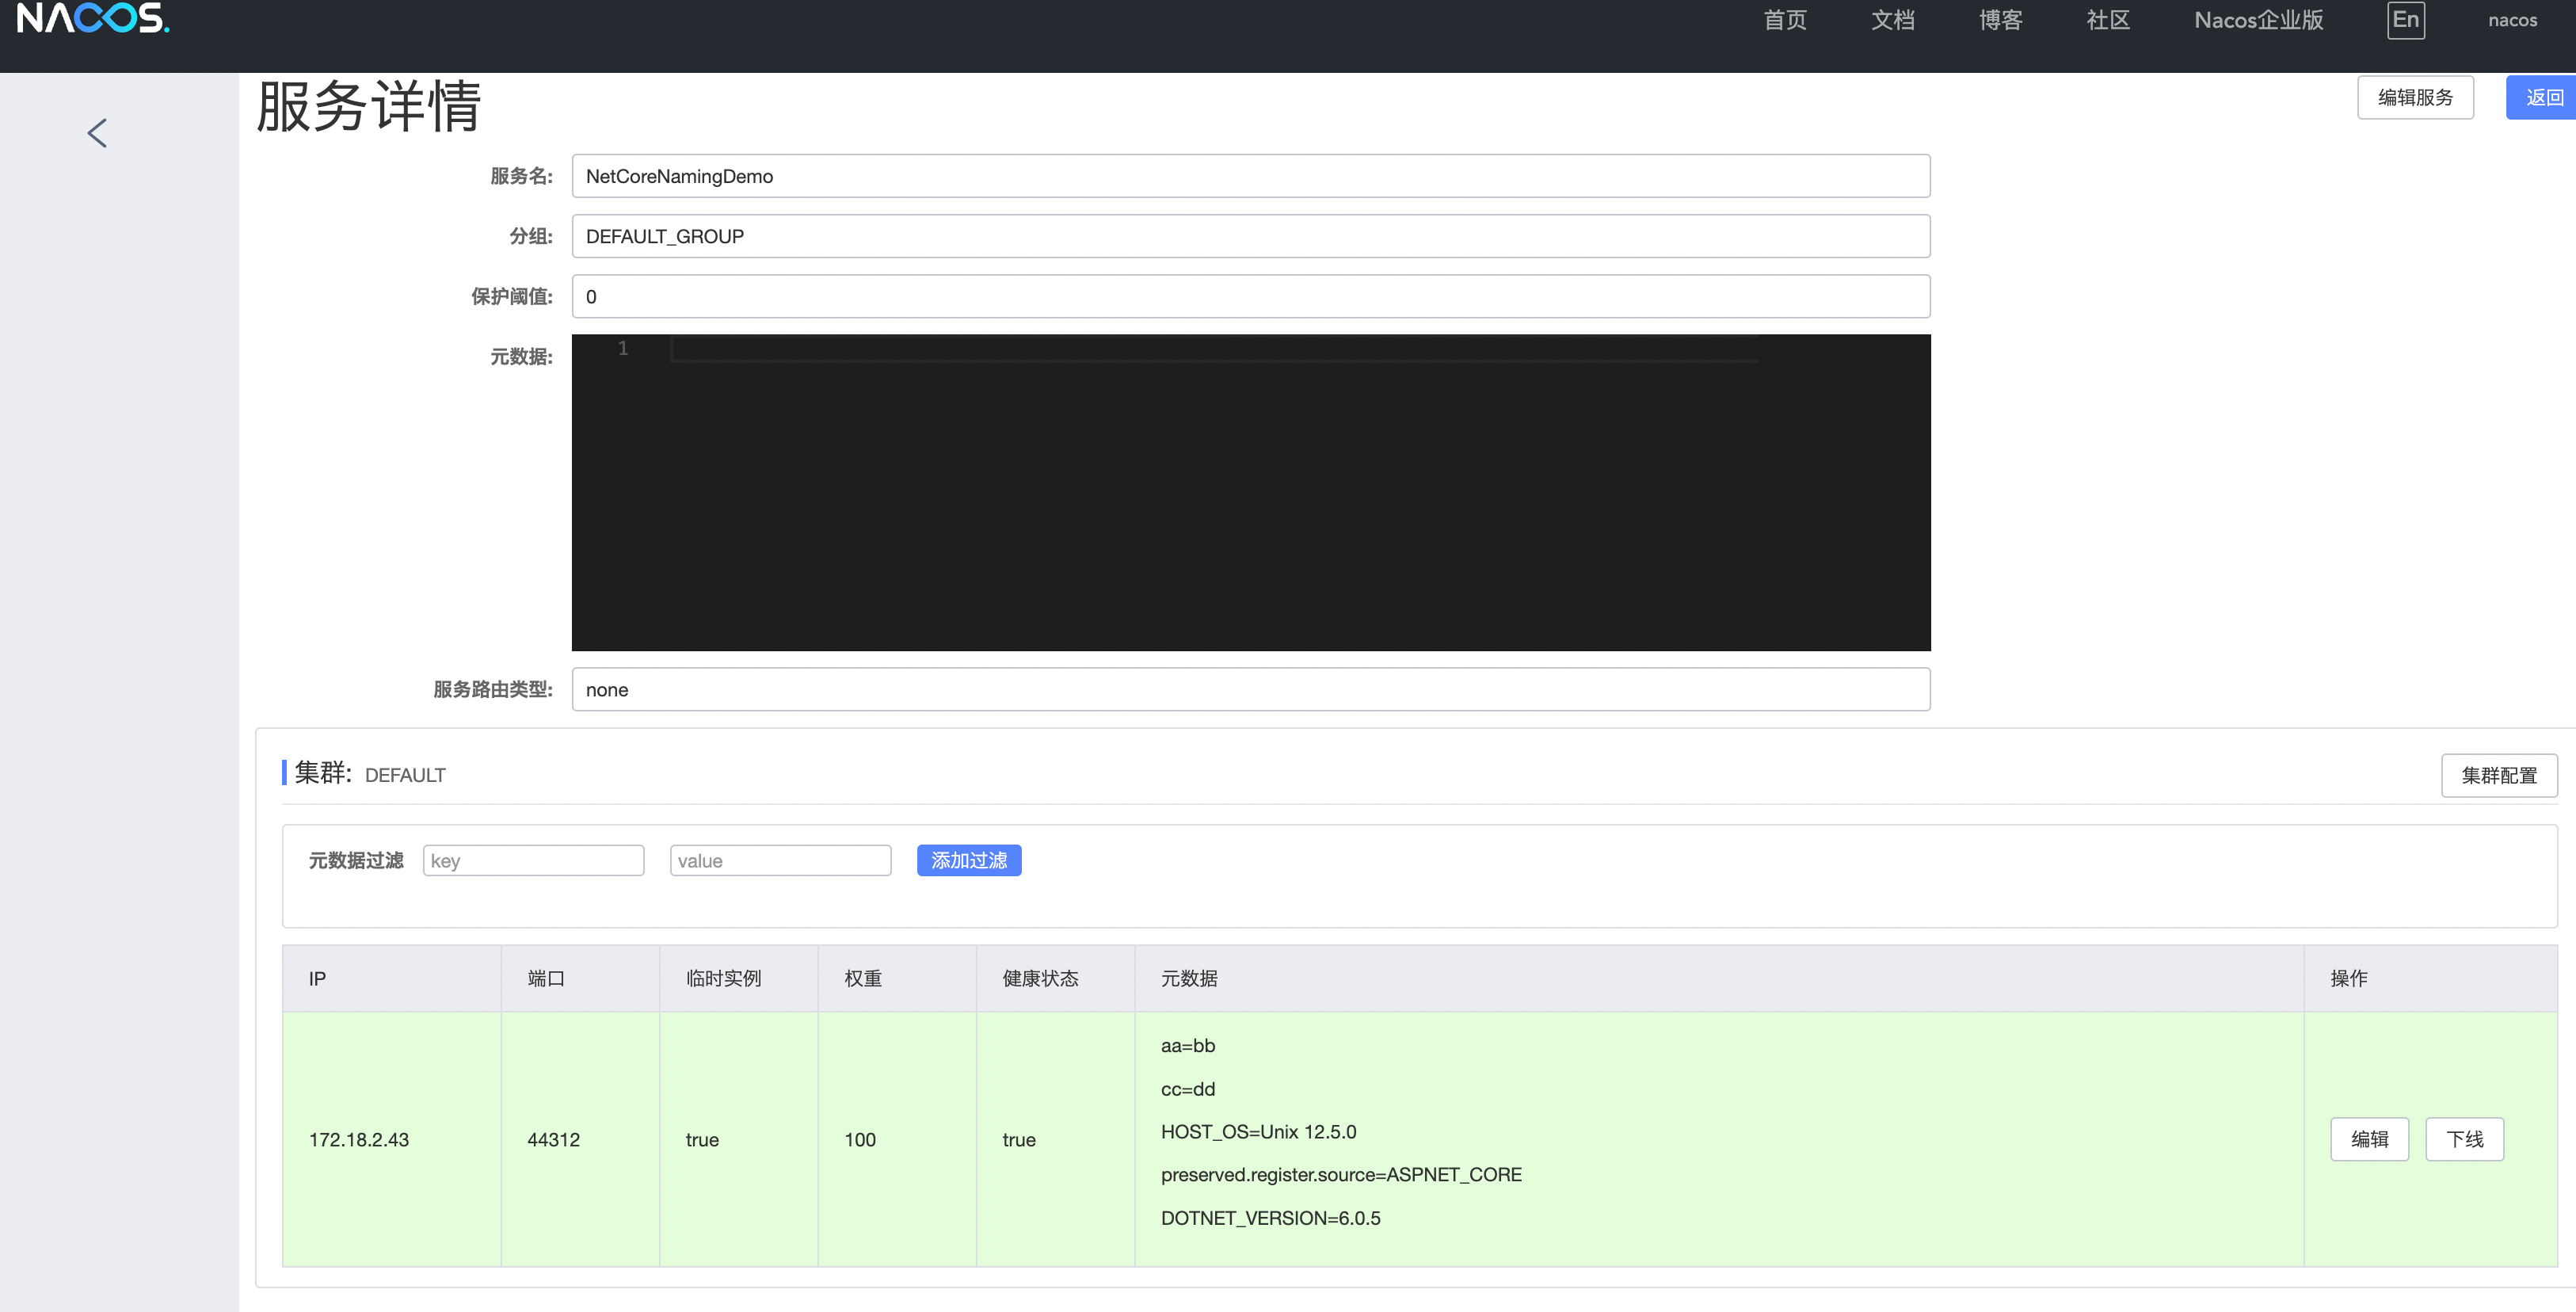 NACOS.
首页 文档 博客 社区 Nacos企业版 En nacos
服务详情
编辑服务 返回
服务名: NetCoreNamingDemo
分组: DEFAULT_GROUP
保护阈值: 0
元数据: 1
服务路由类型: none
集群: DEFAULT
集群配置
元数据过滤 key value 添加过滤
IP 端口 临时实例 权重 健康状态 元数据 操作
172.18.2.43 44312 true 100 true
aa=bb
cc=dd
HOST_OS=Unix 12.5.0
preserved.register.source=ASPNET_CORE
DOTNET_VERSION=6.0.5
编辑 下线